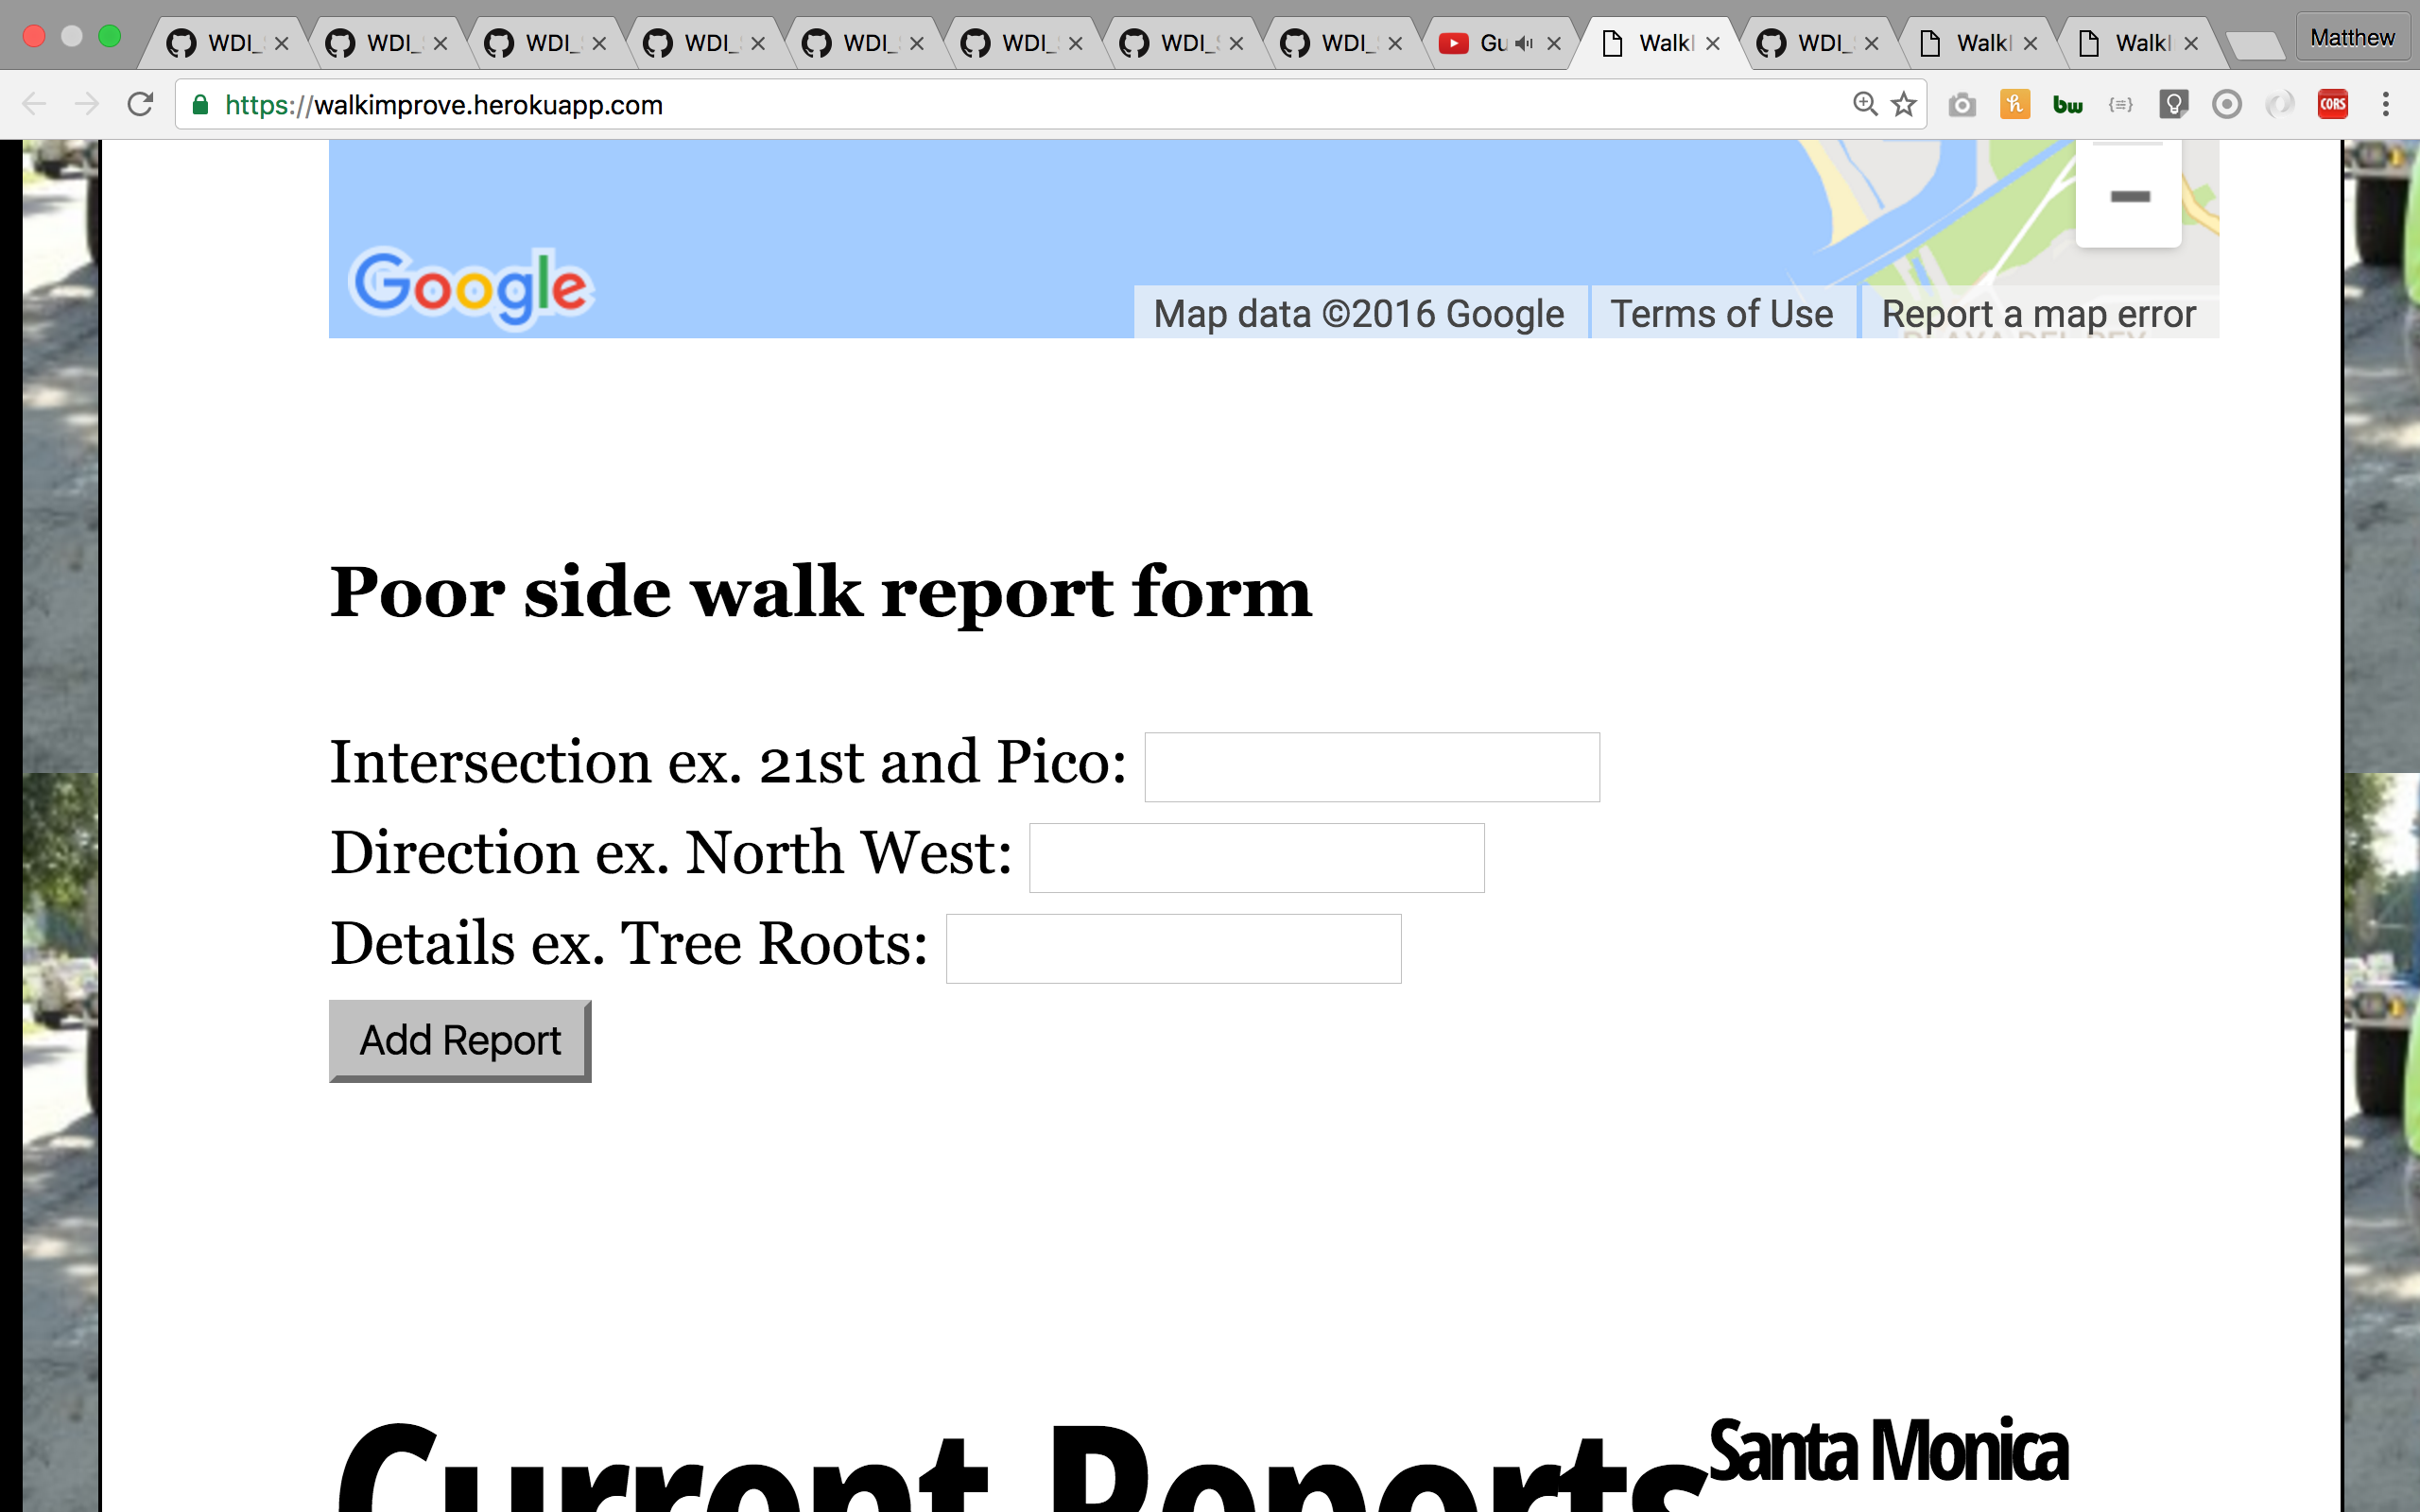 WDI_ WDI_ WDI_ WDI_ WDI_ WDI_ WDI_ WDI_ Gu Walk WDI_ Walk Walk Matthew
https://walkimprove.herokuapp.com
h bw {≡} CORS
Google
Map data ©2016 Google Terms of Use Report a map error
Poor side walk report form
Intersection ex. 21st and Pico:
Direction ex. North West:
Details ex. Tree Roots:
Add Report
Current Reports Santa Monica